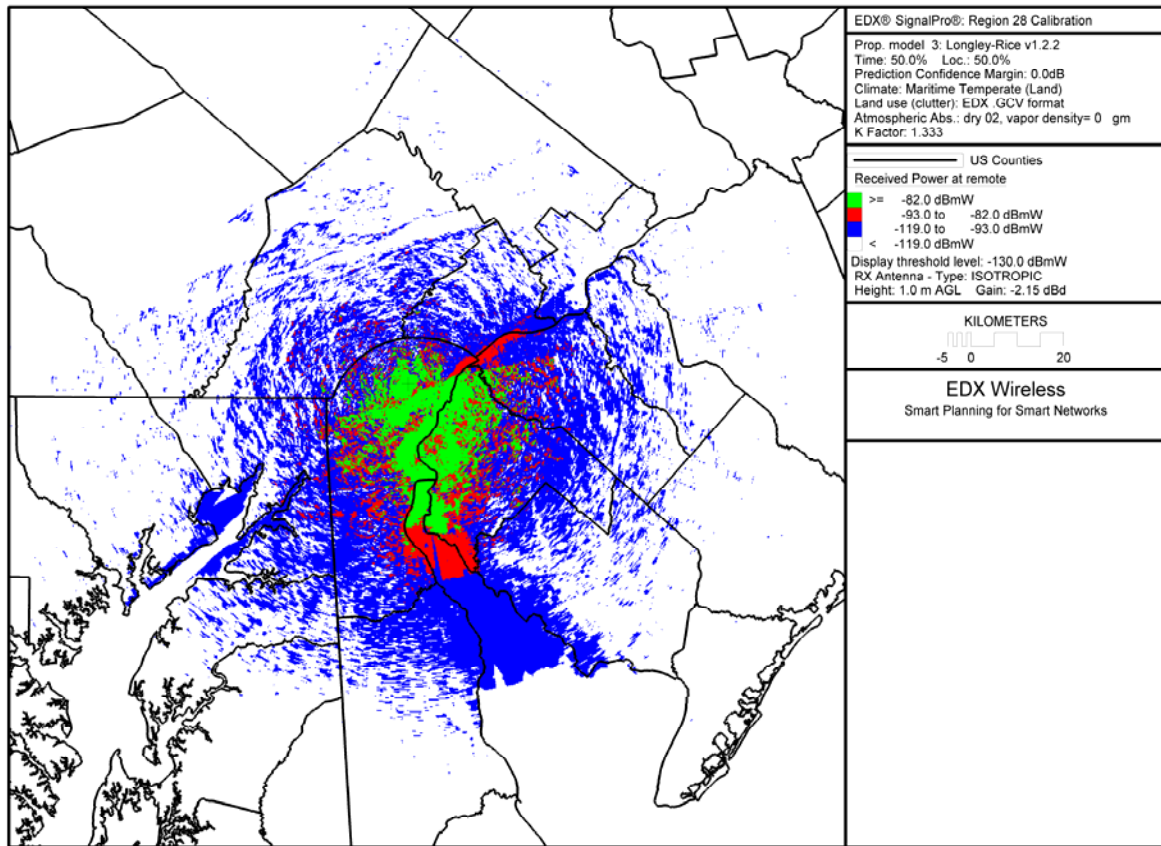 EDX® SignalPro®: Region 28 Calibration
Prop. model 3: Longley-Rice v1.2.2
Time: 50.0% Loc.: 50.0%
Prediction Confidence Margin: 0.0dB
Climate: Maritime Temperate (Land)
Land use (clutter): EDX .GCV format
Atmospheric Abs.: dry 02, vapor density= 0 gm
K Factor: 1.333
US Counties
Received Power at remote
>= -82.0 dBmW
-93.0 to -82.0 dBmW
-119.0 to -93.0 dBmW
< -119.0 dBmW
Display threshold level: -130.0 dBmW
RX Antenna - Type: ISOTROPIC
Height: 1.0 m AGL Gain: -2.15 dBd
KILOMETERS
-5 0 20
EDX Wireless
Smart Planning for Smart Networks